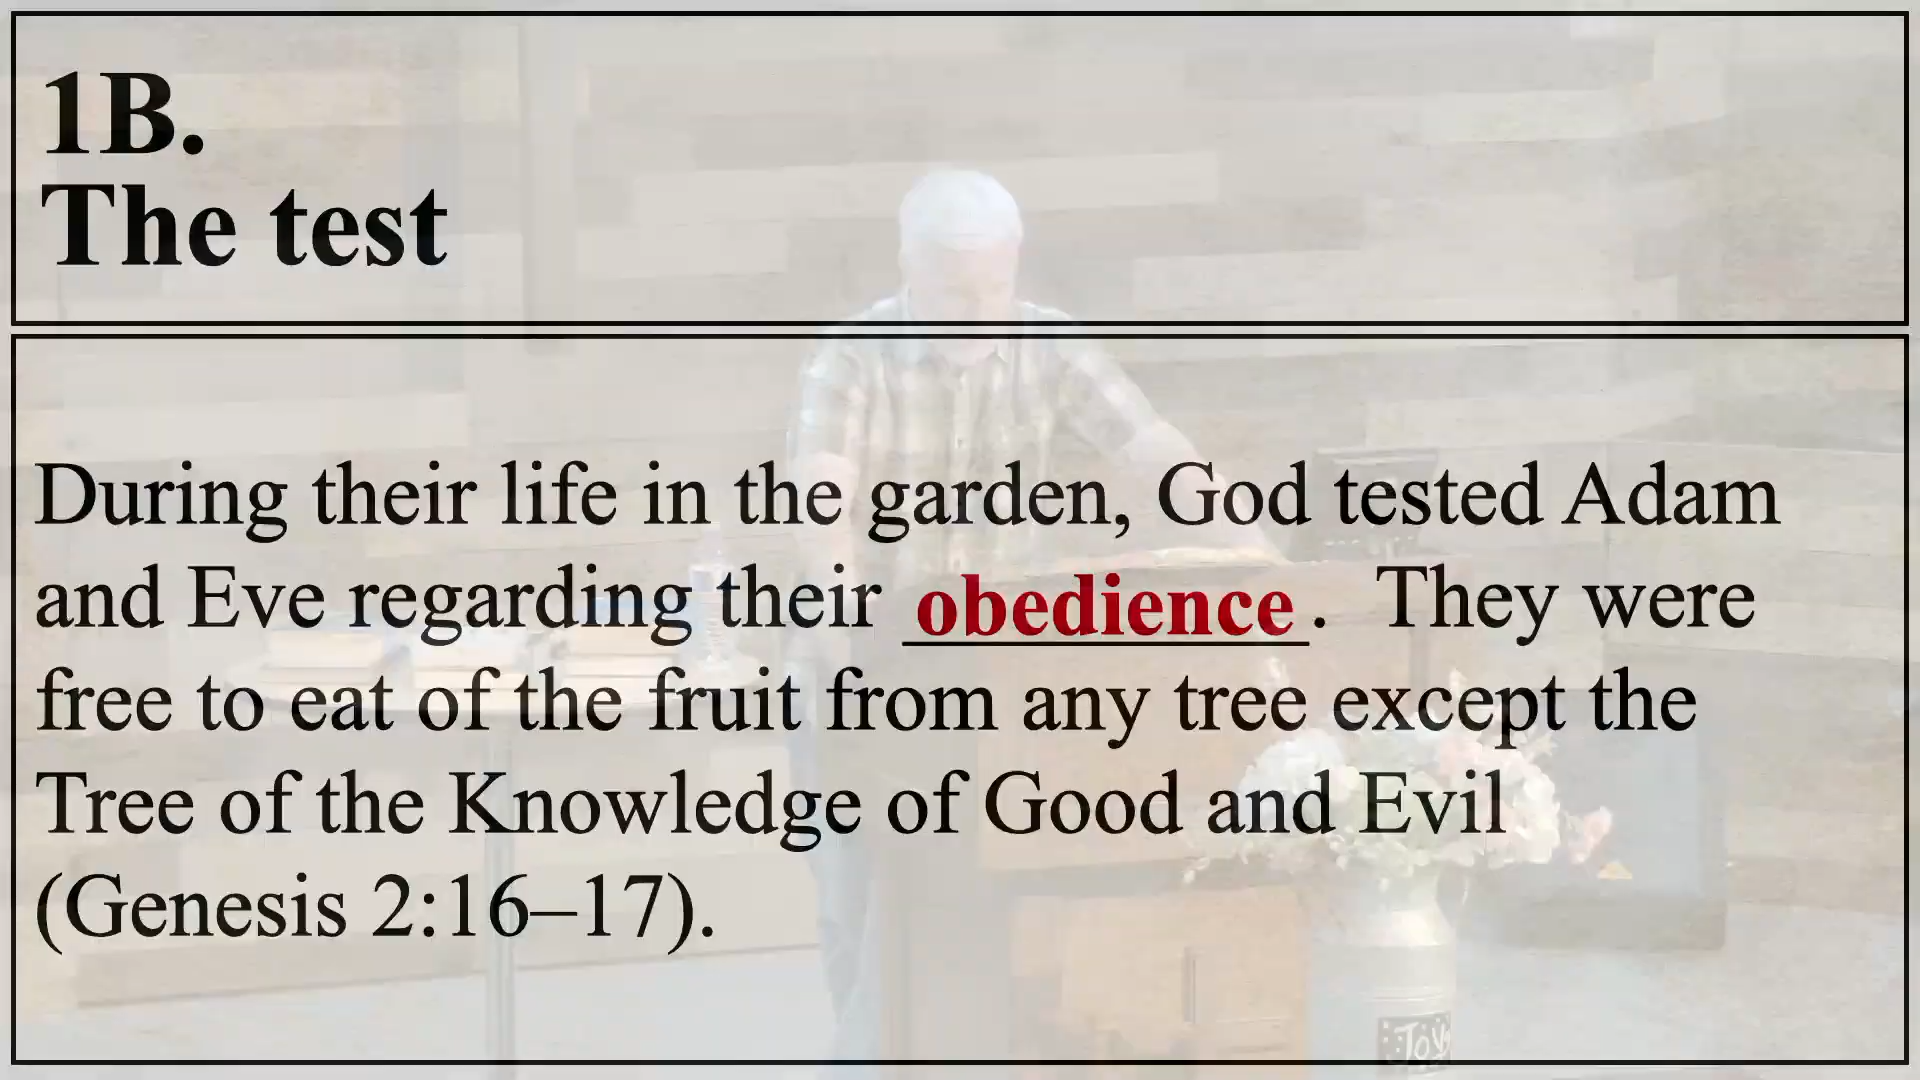 1B.
The test
During their life in the garden, God tested Adam
and Eve regarding their obedience. They were
free to eat of the fruit from any tree except the
Tree of the Knowledge of Good and Evil
(Genesis 2:16–17).
Joy